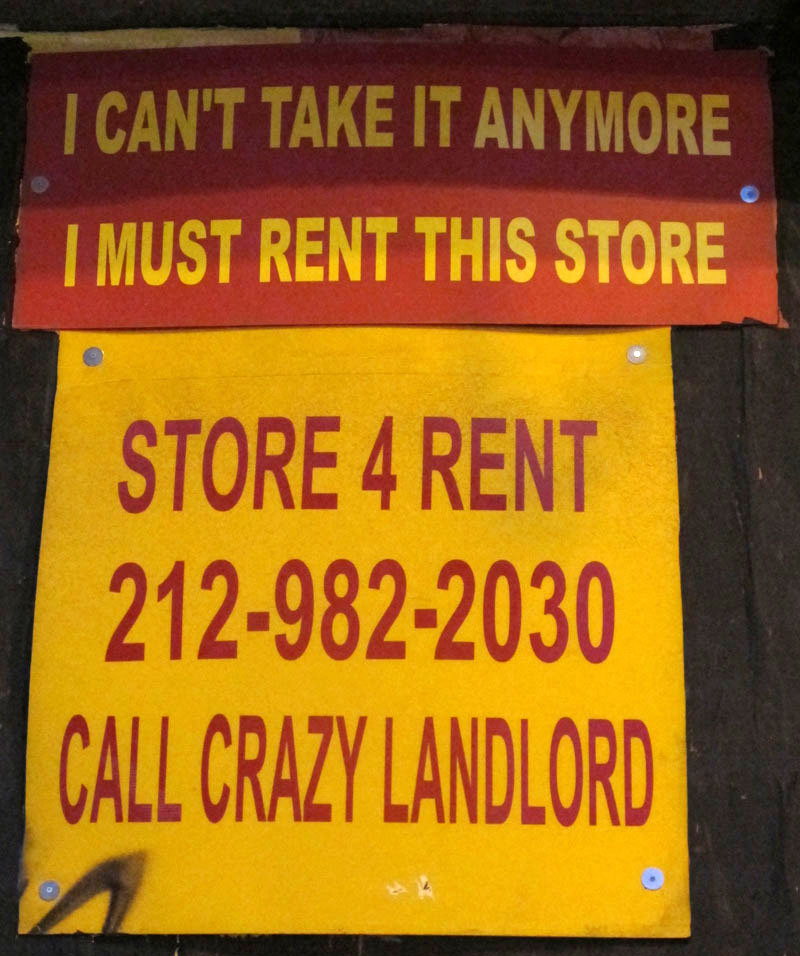 I CAN'T TAKE IT ANYMORE
I MUST RENT THIS STORE
STORE 4 RENT
212-982-2030
CALL CRAZY LANDLORD